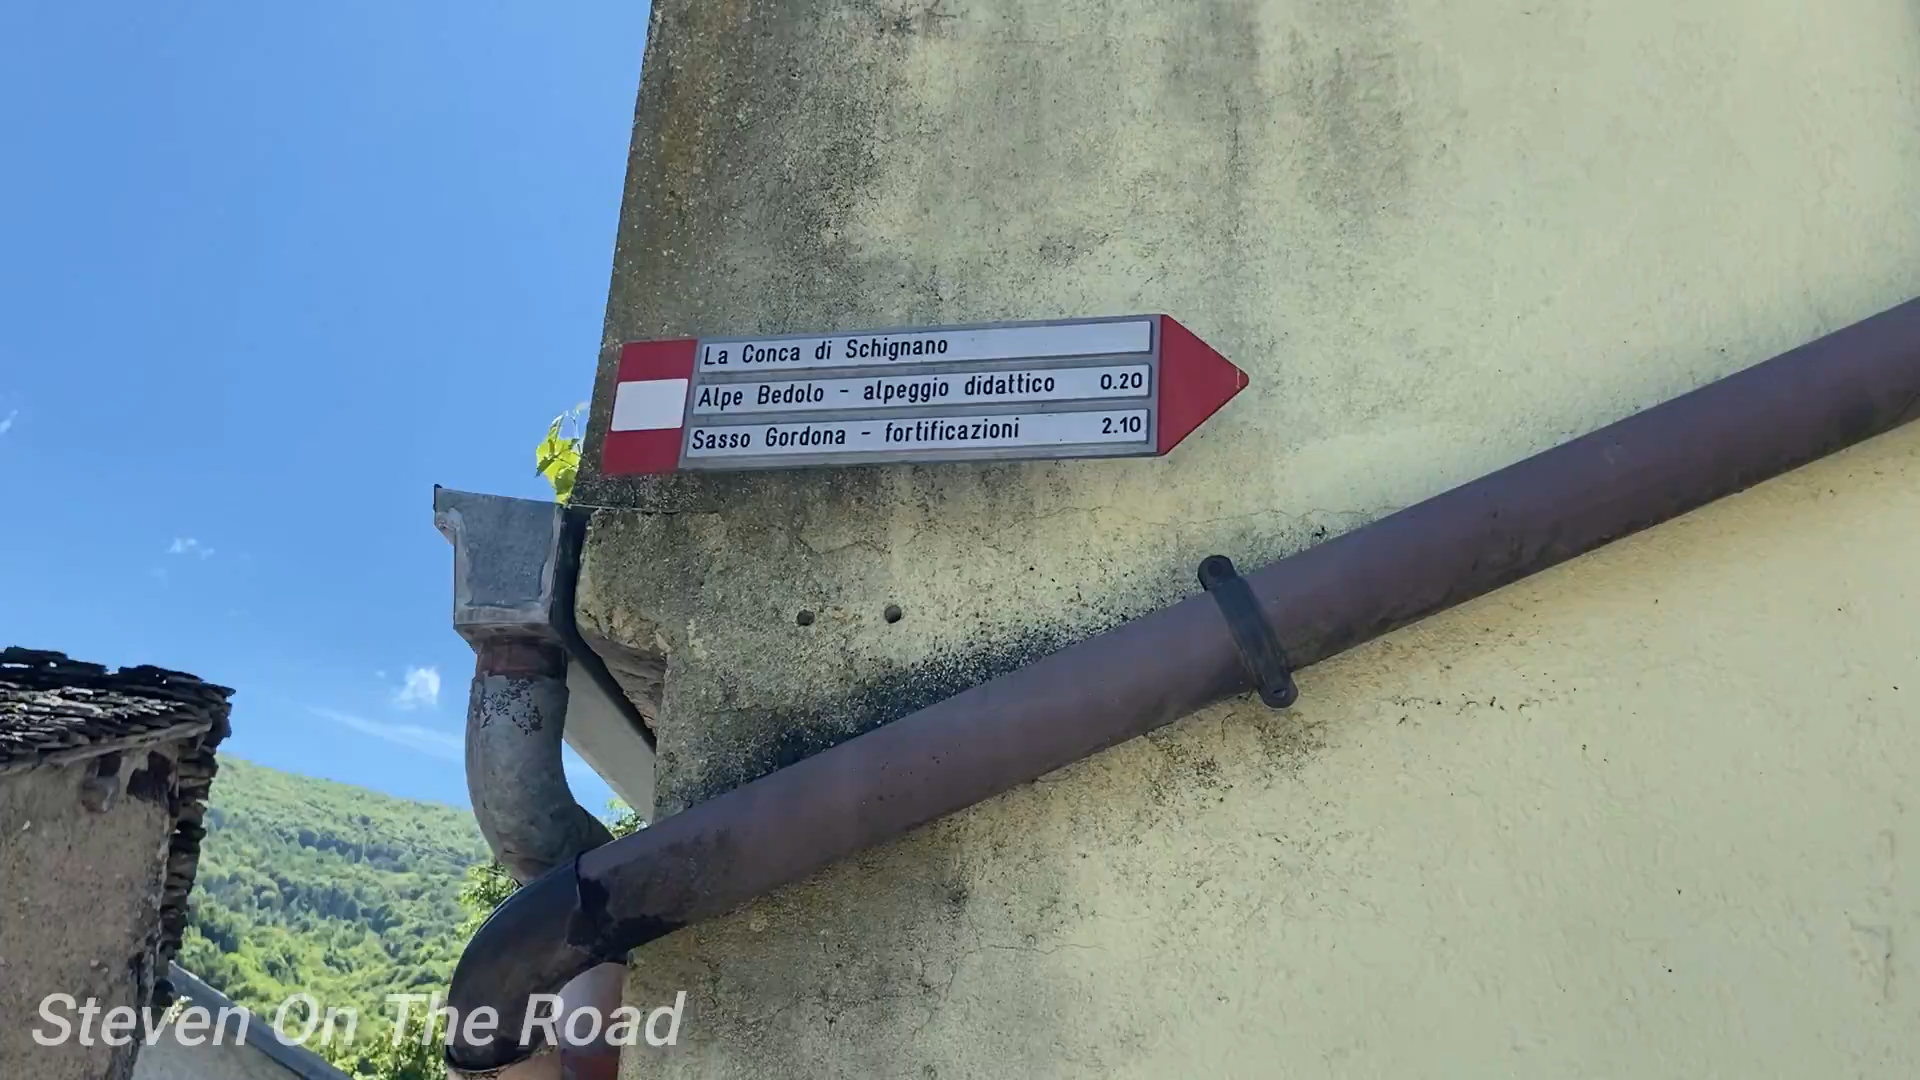 La Conca di Schignano
Alpe Bedolo - alpeggio didattico 0.20
Sasso Gordona - fortificazioni 2.10
Steven On The Road